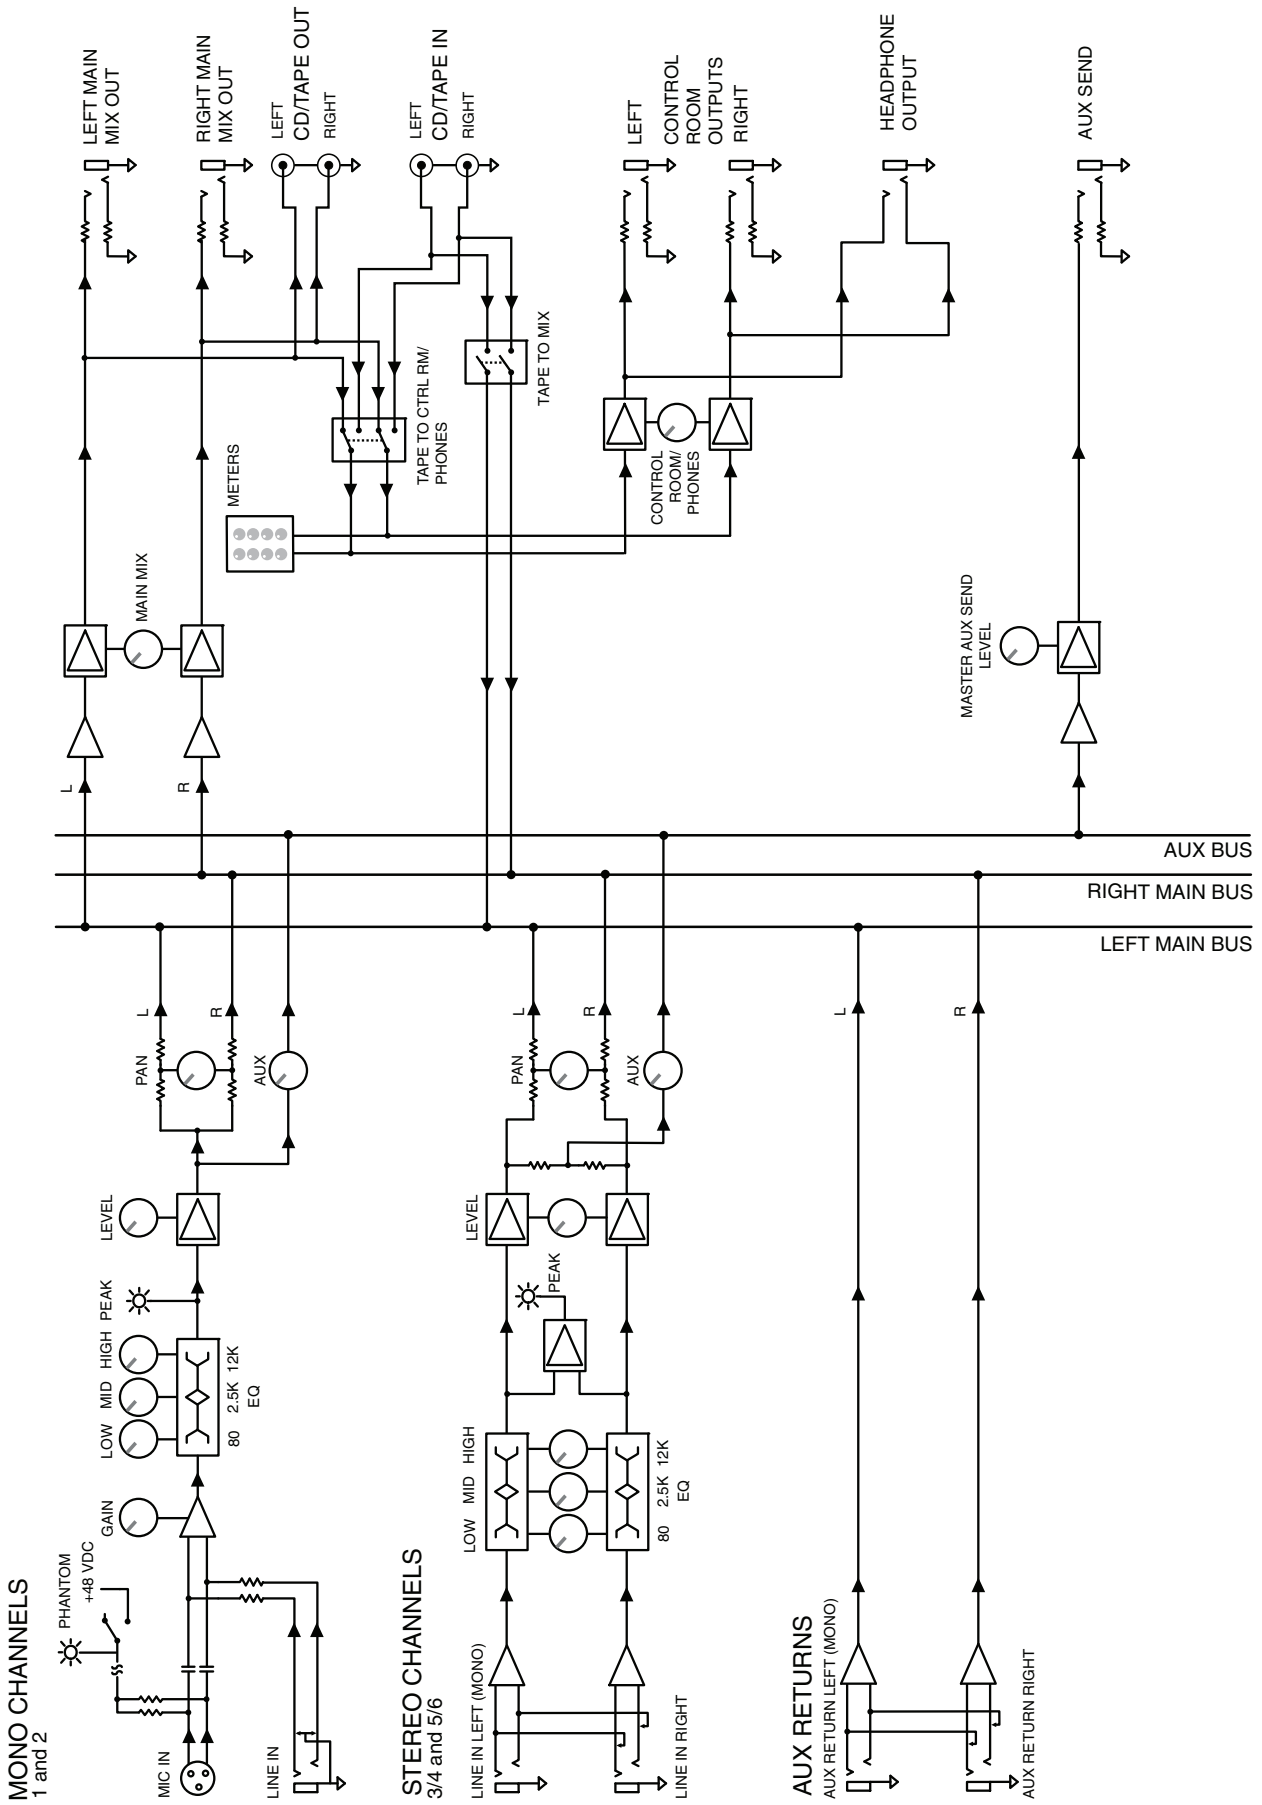 MONO CHANNELS
1 and 2
MIC IN
LINE IN
PHANTOM
+48 VDC
GAIN
LOW
MID
HIGH
80
2.5K
12K
EQ
PEAK
LEVEL
PAN
L
R
AUX
STEREO CHANNELS
3/4 and 5/6
LINE IN LEFT (MONO)
LINE IN RIGHT
LOW
MID
HIGH
80
2.5K
12K
EQ
PEAK
LEVEL
PAN
L
R
AUX
AUX RETURNS
AUX RETURN LEFT (MONO)
AUX RETURN RIGHT
L
R
LEFT MAIN BUS
RIGHT MAIN BUS
AUX BUS
L
R
MAIN MIX
METERS
TAPE TO CTRL RM/
PHONES
TAPE TO MIX
CONTROL
ROOM/
PHONES
MASTER AUX SEND
LEVEL
LEFT MAIN
MIX OUT
RIGHT MAIN
MIX OUT
LEFT
CD/TAPE OUT
RIGHT
LEFT
CD/TAPE IN
RIGHT
LEFT
CONTROL
ROOM
OUTPUTS
RIGHT
HEADPHONE
OUTPUT
AUX SEND